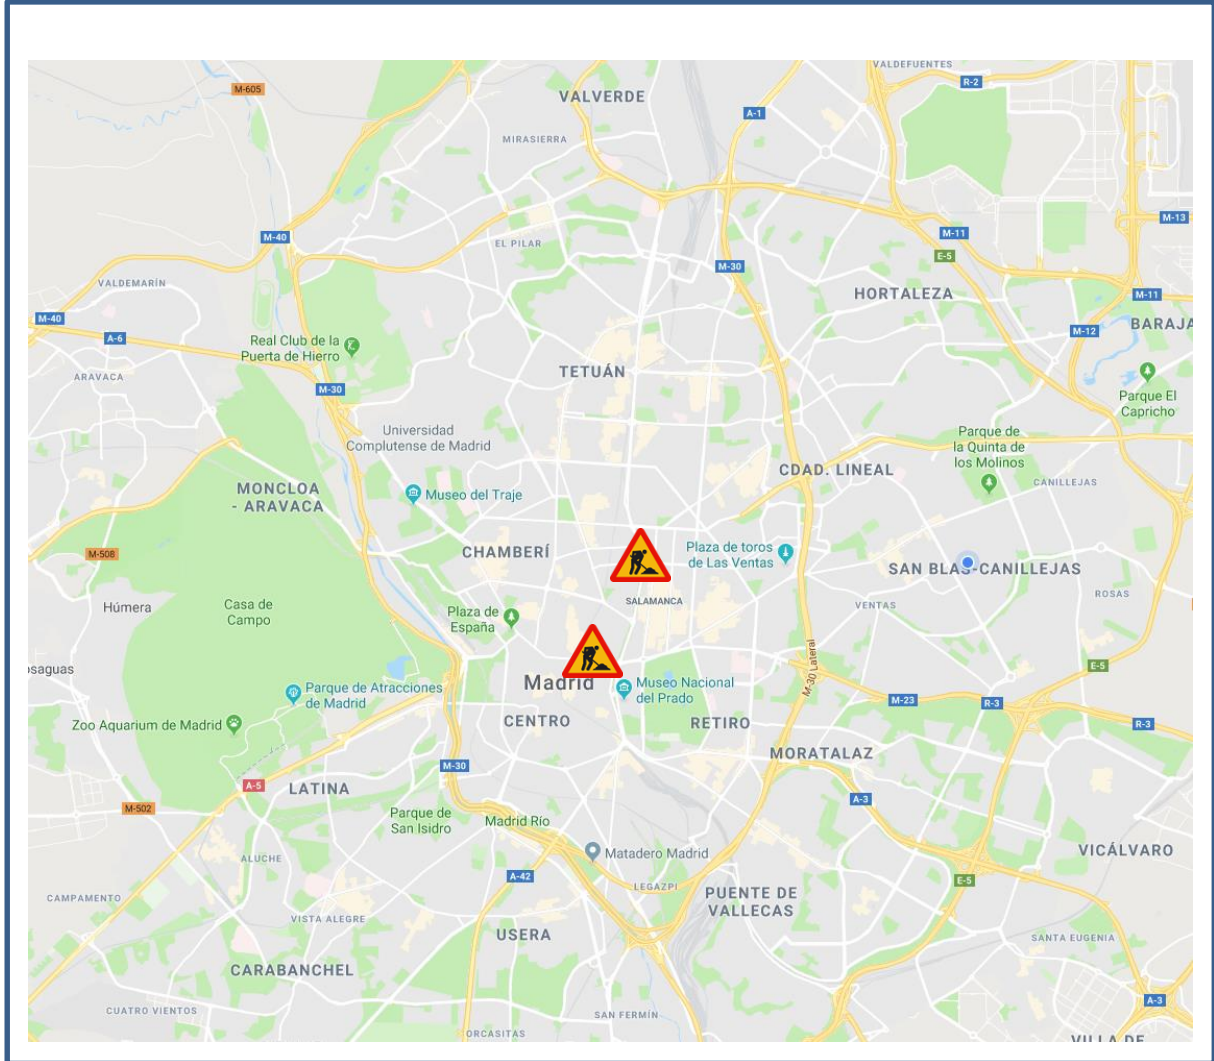 VALDEFUENTES
M-605
R-2
VALVERDE
A-1
MIRASIERRA
M-13
M-40
EL PILAR
M-11
E-5
M-30
VALDEMARÍN
HORTALEZA
M-11
M-40
BARAJA
M-12
A-6
Real Club de la
Puerta de Hierro
TETUÁN
ARAVACA
M-30
Parque El
Capricho
Universidad
Complutense de Madrid
Parque de
la Quinta de
los Molinos
CDAD. LINEAL
CANILLEJAS
MONCLOA
- ARAVACA
Museo del Traje
CHAMBERÍ
Plaza de toros
de Las Ventas
M-508
SAN BLAS-CANILLEJAS
ROSAS
Húmera
Casa de
Campo
SALAMANCA
VENTAS
Plaza de
España
M-30 Lateral
osaguas
E-5
Madrid
Museo Nacional
del Prado
Parque de Atracciones
de Madrid
M-23
R-3
R-3
Zoo Aquarium de Madrid
CENTRO
RETIRO
MORATALAZ
M-30
A-5
LATINA
A-3
M-502
Parque de
San Isidro
Madrid Río
Matadero Madrid
VICÁLVARO
ALUCHE
A-42
LEGAZPI
E-5
CAMPAMENTO
PUENTE DE
VALLECAS
VISTA ALEGRE
USERA
SANTA EUGENIA
CARABANCHEL
A-3
CUATRO VIENTOS
SAN FERMÍN
ORCASITAS
VILLA DE